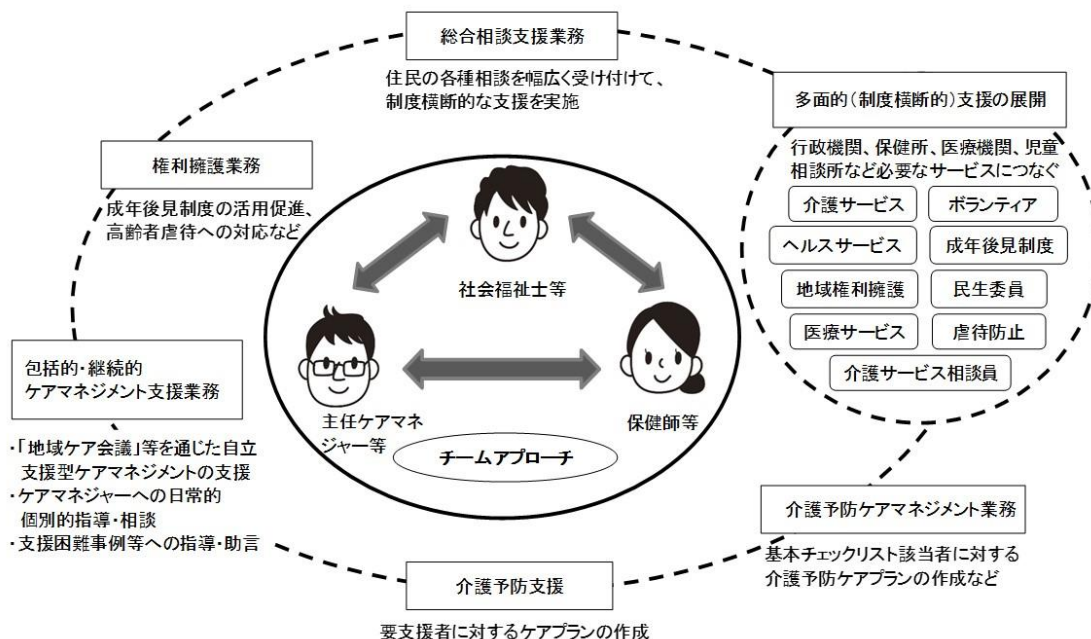 総合相談支援業務
住民の各種相談を幅広く受け付けて、
制度横断的な支援を実施
多面的(制度横断的)支援の展開
行政機関、保健所、医療機関、児童
相談所など必要なサービスにつなぐ
介護サービス
ボランティア
ヘルスサービス
成年後見制度
地域権利擁護
民生委員
医療サービス
虐待防止
介護サービス相談員
権利擁護業務
成年後見制度の活用促進、
高齢者虐待への対応など
社会福祉士等
主任ケアマネ
ジャー等
保健師等
チームアプローチ
包括的・継続的
ケアマネジメント支援業務
・「地域ケア会議」等を通じた自立
支援型ケアマネジメントの支援
・ケアマネジャーへの日常的
個別的指導・相談
・支援困難事例等への指導・助言
介護予防ケアマネジメント業務
基本チェックリスト該当者に対する
介護予防ケアプランの作成など
介護予防支援
要支援者に対するケアプランの作成